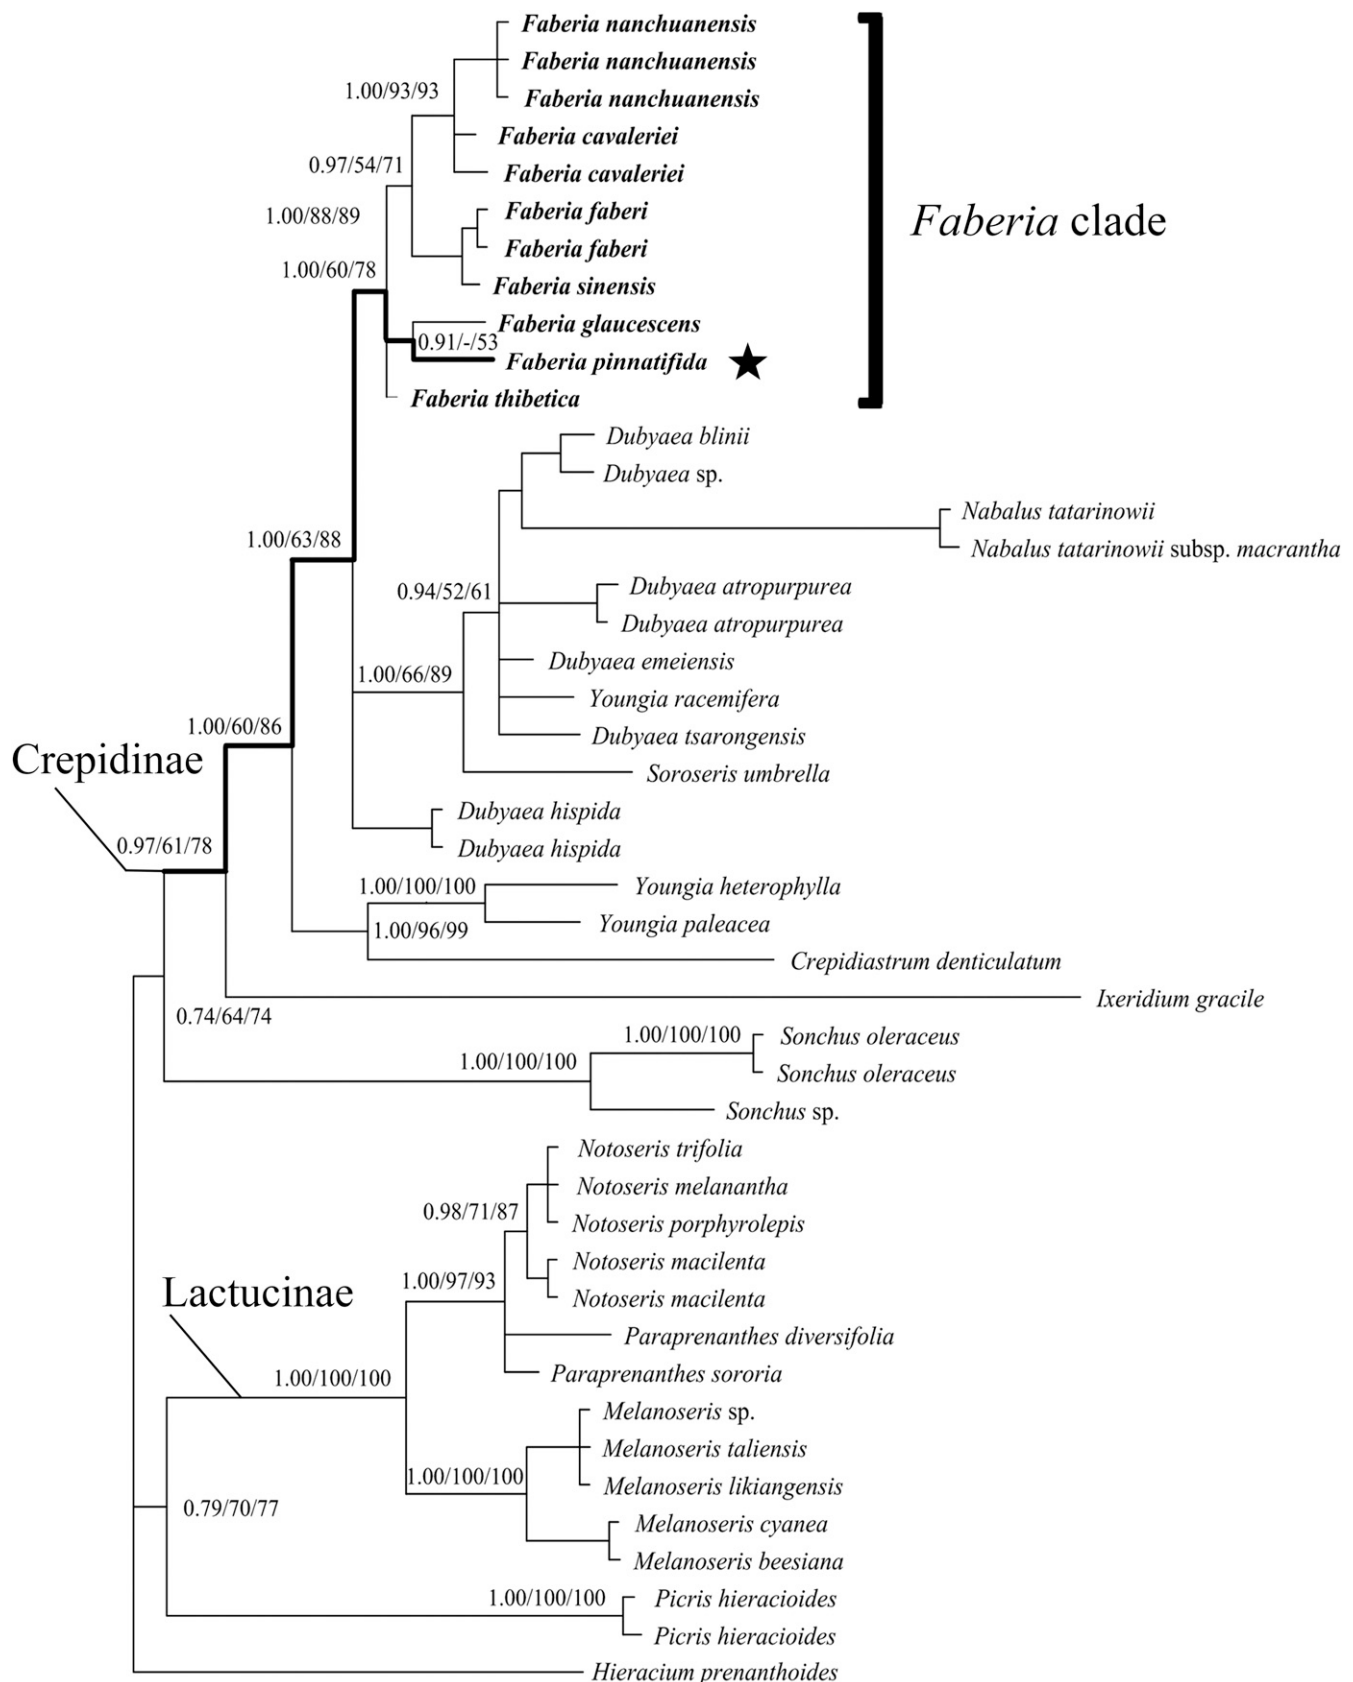 Faberia nanchuanensis
Faberia nanchuanensis
1.00/93/93
Faberia nanchuanensis
Faberia cavaleriei
0.97/54/71
Faberia cavaleriei
1.00/88/89
Faberia faberi
Faberia clade
Faberia faberi
1.00/60/78
Faberia sinensis
Faberia glaucescens
0.91/-/53
Faberia pinnatifida
Faberia thibetica
Dubyaea blinii
Dubyaea sp.
Nabalus tatarinowii
1.00/63/88
Nabalus tatarinowii subsp. macrantha
0.94/52/61
Dubyaea atropurpurea
Dubyaea atropurpurea
Dubyaea emeiensis
1.00/66/89
Youngia racemifera
1.00/60/86
Dubyaea tsarongensis
Crepidinae
Soroseris umbrella
Dubyaea hispida
0.97/61/78
Dubyaea hispida
1.00/100/100
Youngia heterophylla
1.00/96/99
Youngia paleacea
Crepidiastrum denticulatum
Ixeridium gracile
0.74/64/74
1.00/100/100
Sonchus oleraceus
1.00/100/100
Sonchus oleraceus
Sonchus sp.
Notoseris trifolia
Notoseris melanantha
0.98/71/87
Notoseris porphyrolepis
Notoseris macilenta
1.00/97/93
Lactucinae
Notoseris macilenta
Paraprenanthes diversifolia
1.00/100/100
Paraprenanthes sororia
Melanoseris sp.
Melanoseris taliensis
1.00/100/100
Melanoseris likiangensis
0.79/70/77
Melanoseris cyanea
Melanoseris beesiana
1.00/100/100
Picris hieracioides
Picris hieracioides
Hieracium prenanthoides